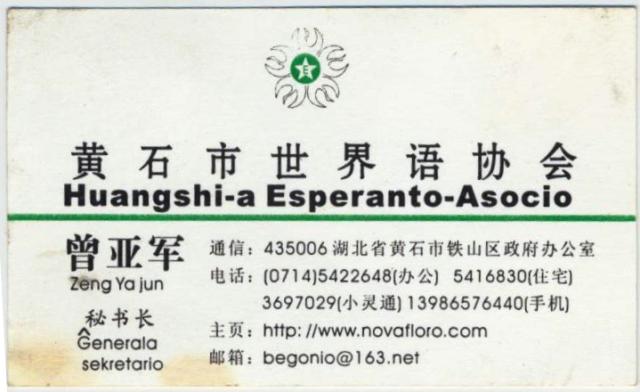 黄石市世界语协会
Huangshi-a Esperanto-Asocio
曾亚军
Zeng Ya jun
秘书长
Ĝenerala
sekretario
通信：435006 湖北省黄石市铁山区政府办公室
电话：(0714)5422648(办公) 5416830(住宅)
3697029(小灵通) 13986576440(手机)
主页：http: //www.novafloro.com
邮箱：begonio@163.net